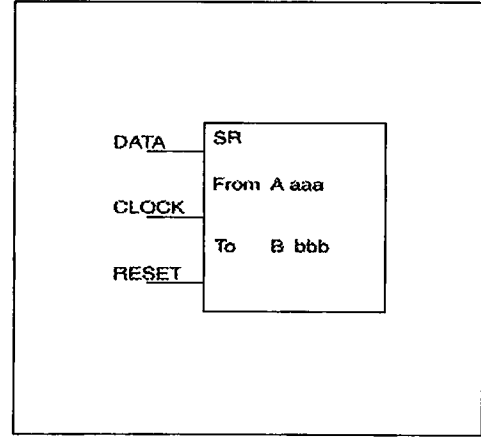 DATA
SR
From A aaa
CLOCK
To B bbb
RESET